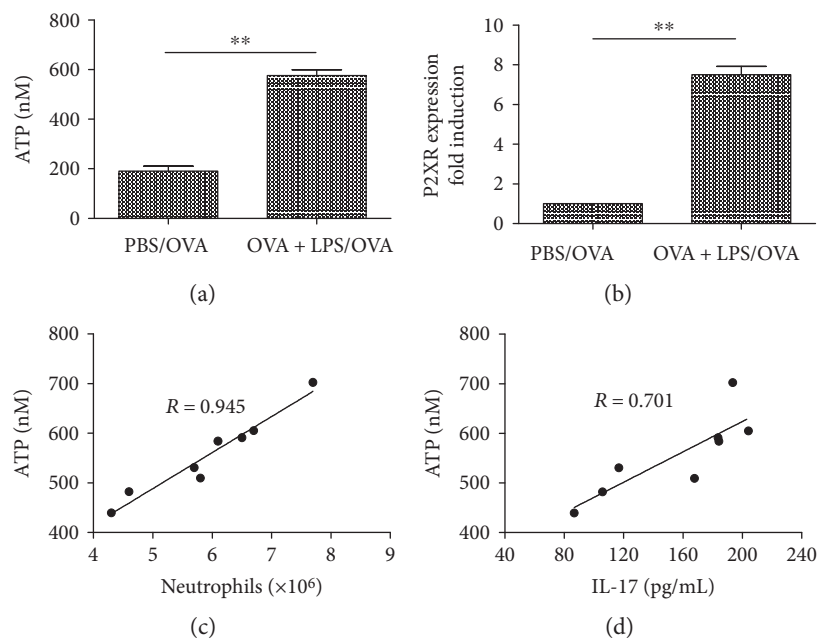 800
600
400
200
0
ATP (nM)
**
PBS/OVA
OVA + LPS/OVA
(a)
10
8
6
4
2
0
P2XR expression
fold induction
**
PBS/OVA
OVA + LPS/OVA
(b)
800
700
600
500
400
ATP (nM)
R = 0.945
4
5
6
7
8
9
Neutrophils (×10⁶)
(c)
800
700
600
500
400
ATP (nM)
R = 0.701
40
80
120
160
200
240
IL-17 (pg/mL)
(d)